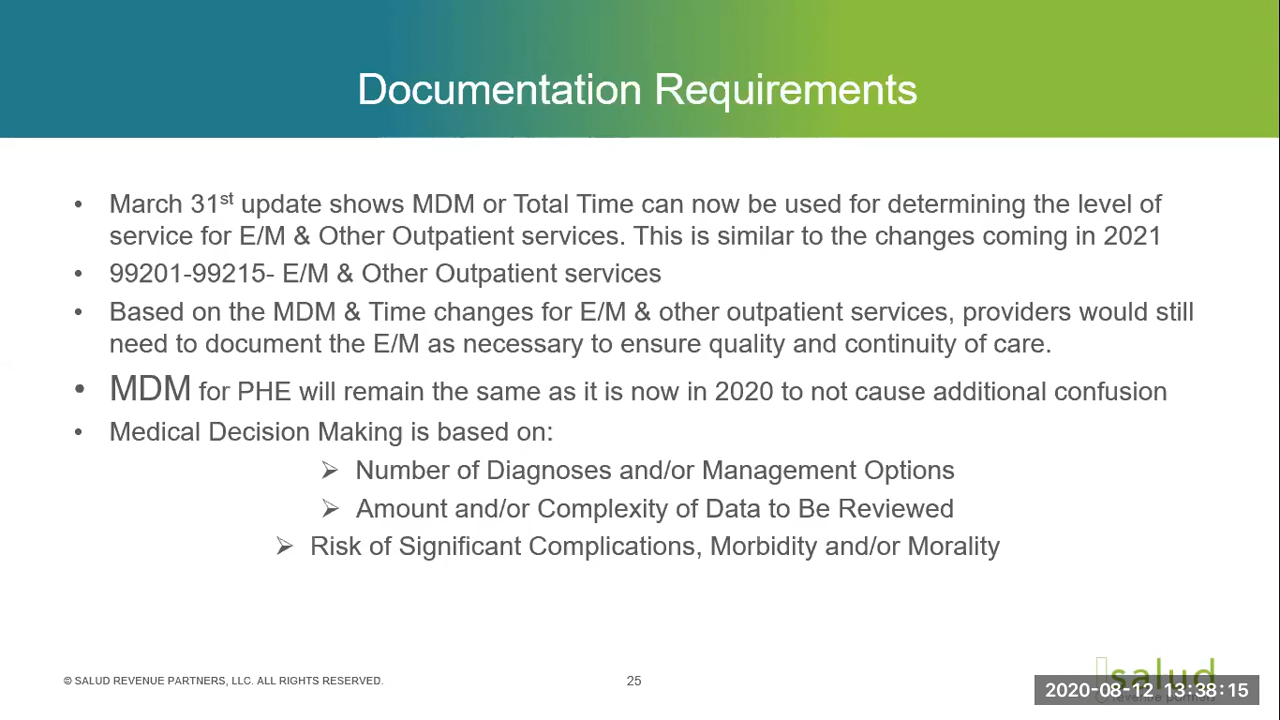 Documentation Requirements
• March 31st update shows MDM or Total Time can now be used for determining the level of
service for E/M & Other Outpatient services. This is similar to the changes coming in 2021
• 99201-99215- E/M & Other Outpatient services
• Based on the MDM & Time changes for E/M & other outpatient services, providers would still
need to document the E/M as necessary to ensure quality and continuity of care.
• MDM for PHE will remain the same as it is now in 2020 to not cause additional confusion
• Medical Decision Making is based on:
➢ Number of Diagnoses and/or Management Options
➢ Amount and/or Complexity of Data to Be Reviewed
➢ Risk of Significant Complications, Morbidity and/or Morality
© SALUD REVENUE PARTNERS, LLC. ALL RIGHTS RESERVED.
25
salud
2020-08-12 13:38:15